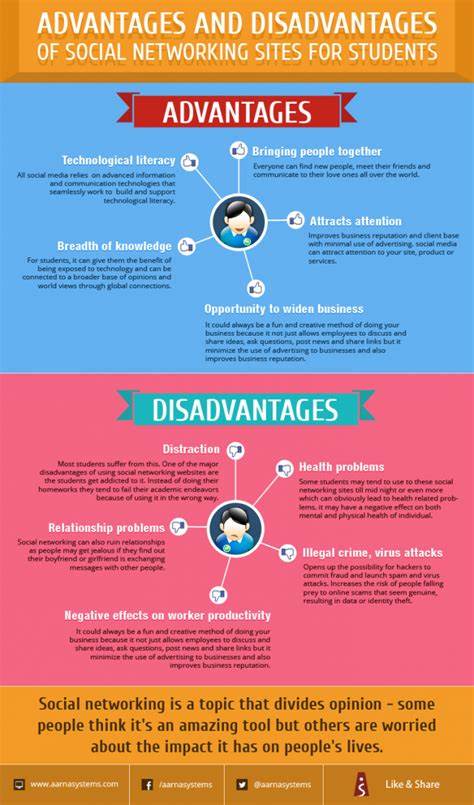 ADVANTAGES AND DISADVANTAGES
OF SOCIAL NETWORKING SITES FOR STUDENTS
ADVANTAGES
Technological literacy
All social media relies on advanced information
and communication technologies that
seamlessly work to build and support
technological literacy.
Bringing people together
Everyone can find new people, meet their friends and
communicate to their love ones all over the world.
Attracts attention
Improves business reputation and client base
with minimal use of advertising, social media
can attract attention to your site, product or
services.
Breadth of knowledge
For students, it can give them the benefit of
being exposed to technology and can be
connected to a broader base of opinions and
world views through global connections.
Opportunity to widen business
It could always be a fun and creative method of doing your
business because it not just allows employees to discuss and
share ideas, ask questions, post news and share links but it
minimize the use of advertising to businesses and also
improves business reputation.
DISADVANTAGES
Distraction
Most students suffer from this. One of the major
disadvantages of using social networking websites are
the students get addicted to it. Instead of doing their
homeworks they tend to fail their academic endeavors
because of using it in the wrong way.
Health problems
Some students may tend to use to these social
networking sites till mid night or even more
which can obviously lead to health related prob-
lems. it may have a negative effect on both
mental and physical health of individual.
Relationship problems
Social networking can also ruin relationships
as people may get jealous if they find out
their boyfriend or girlfriend is exchanging
messages with other people.
Illegal crime, virus attacks
Opens up the possibility for hackers to
commit fraud and launch spam and virus
attacks. Increases the risk of people falling
prey to online scams that seem genuine,
resulting in data or identity theft.
Negative effects on worker productivity
It could always be a fun and creative method of doing your
business because it not just allows employees to discuss and
share ideas, ask questions, post news and share links but it
minimize the use of advertising to businesses and also
improves business reputation.
Social networking is a topic that divides opinion - some
people think it's an amazing tool but others are worried
about the impact it has on people's lives.
www.aarnasystems.com
/aarnasystems
@aarnasystems
Like & Share